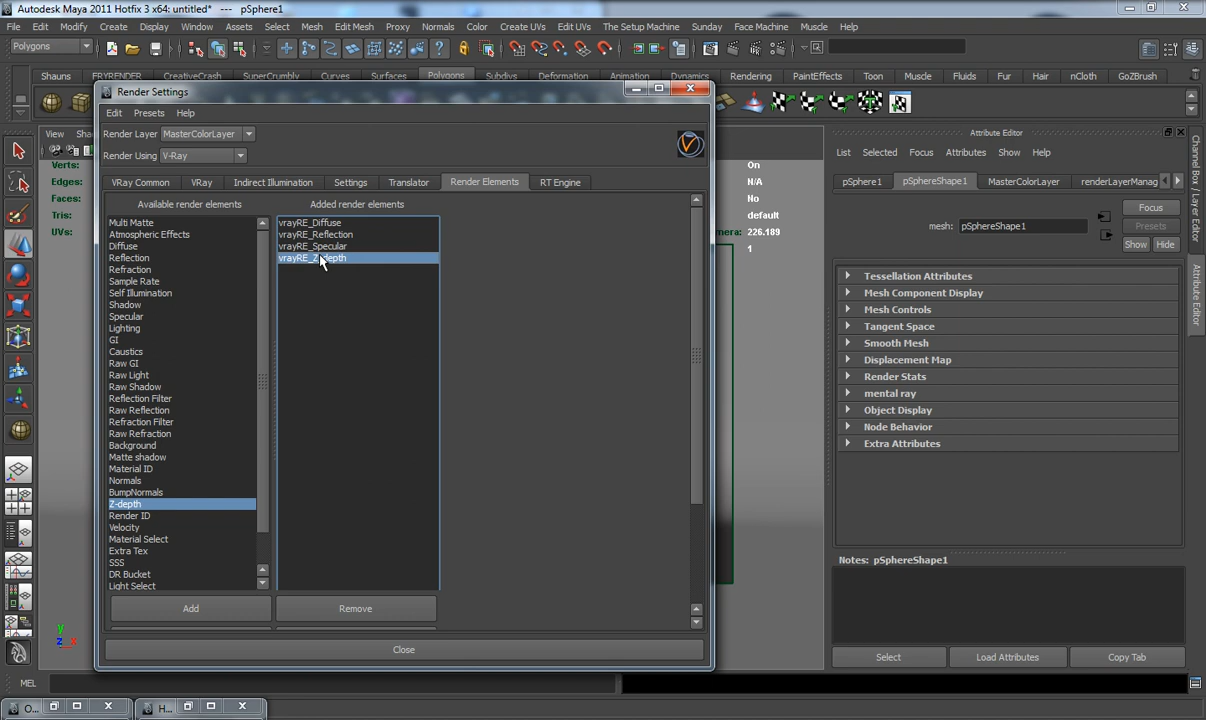 Autodesk Maya 2011 Hotfix 3 x64: untitled* --- pSphere1
File Edit Modify Create Display Window Assets Select Mesh Edit Mesh Proxy Normals Color Create UVs Edit UVs The Setup Machine Sunday Face Machine Muscle Help
Polygons
Shauns FRYRENDER CreativeCrash SuperCrumbly Curves Surfaces Polygons Subdivs Deformation Animation Dynamics Rendering PaintEffects Toon Muscle Fluids Fur Hair nCloth GoZBrush
Render Settings
Edit Presets Help
Render Layer MasterColorLayer
Render Using V-Ray
VRay Common VRay Indirect Illumination Settings Translator Render Elements RT Engine
Available render elements Added render elements
Multi Matte
Atmospheric Effects
Diffuse
Reflection
Refraction
Sample Rate
Self Illumination
Shadow
Specular
Lighting
GI
Caustics
Raw GI
Raw Light
Raw Shadow
Reflection Filter
Raw Reflection
Refraction Filter
Raw Refraction
Background
Matte shadow
Material ID
Normals
BumpNormals
Z-depth
Render ID
Velocity
Material Select
Extra Tex
SSS
DR Bucket
Light Select
vrayRE_Diffuse
vrayRE_Reflection
vrayRE_Specular
vrayRE_Z_depth
Add Remove
Close
View Sha
Verts:
Edges:
Faces:
Tris:
UVs:
On
N/A
No
default
mera: 226.189
1
y
z x
List Selected Focus Attributes Show Help
pSphere1 pSphereShape1 MasterColorLayer renderLayerManag
mesh: pSphereShape1
Focus
Presets
Show Hide
Tessellation Attributes
Mesh Component Display
Mesh Controls
Tangent Space
Smooth Mesh
Displacement Map
Render Stats
mental ray
Object Display
Node Behavior
Extra Attributes
Notes: pSphereShape1
Select Load Attributes Copy Tab
Attribute Editor
Channel Box / Layer Editor
Attribute Editor
MEL
O... H...